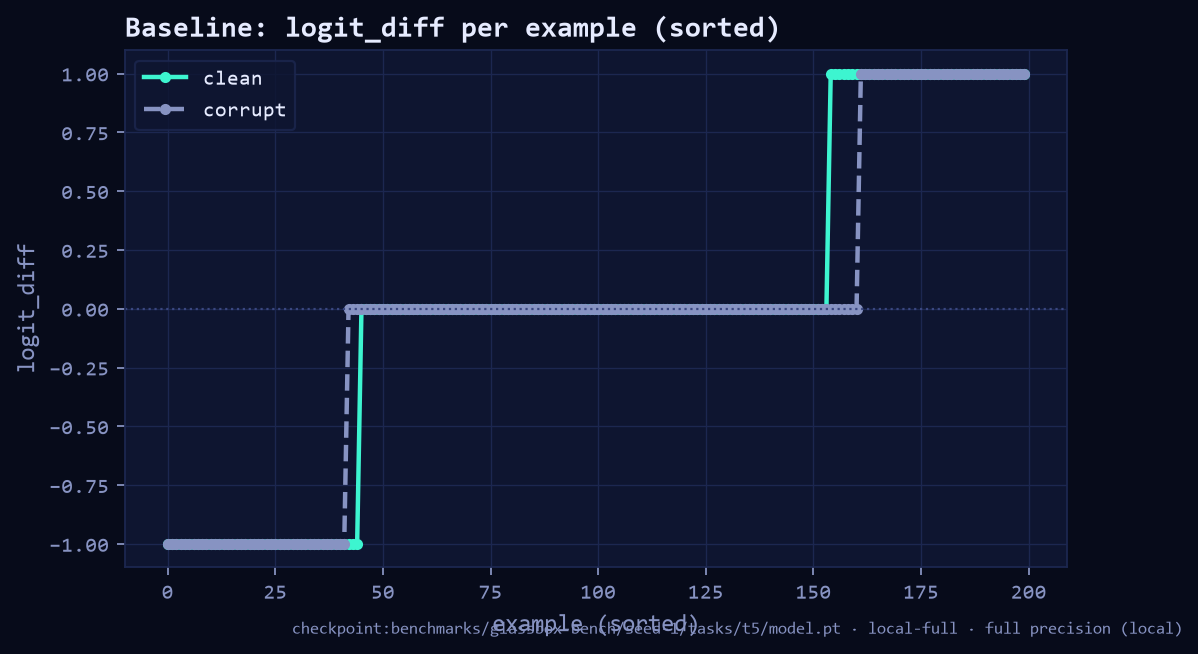 Baseline: logit_diff per example (sorted)
clean
corrupt
1.00
0.75
0.50
0.25
0.00
−0.25
−0.50
−0.75
−1.00
logit_diff
0 25 50 75 100 125 150 175 200
example (sorted)
checkpoint:benchmarks/glassbox-bench/seed-1/tasks/t5/model.pt · local-full · full precision (local)